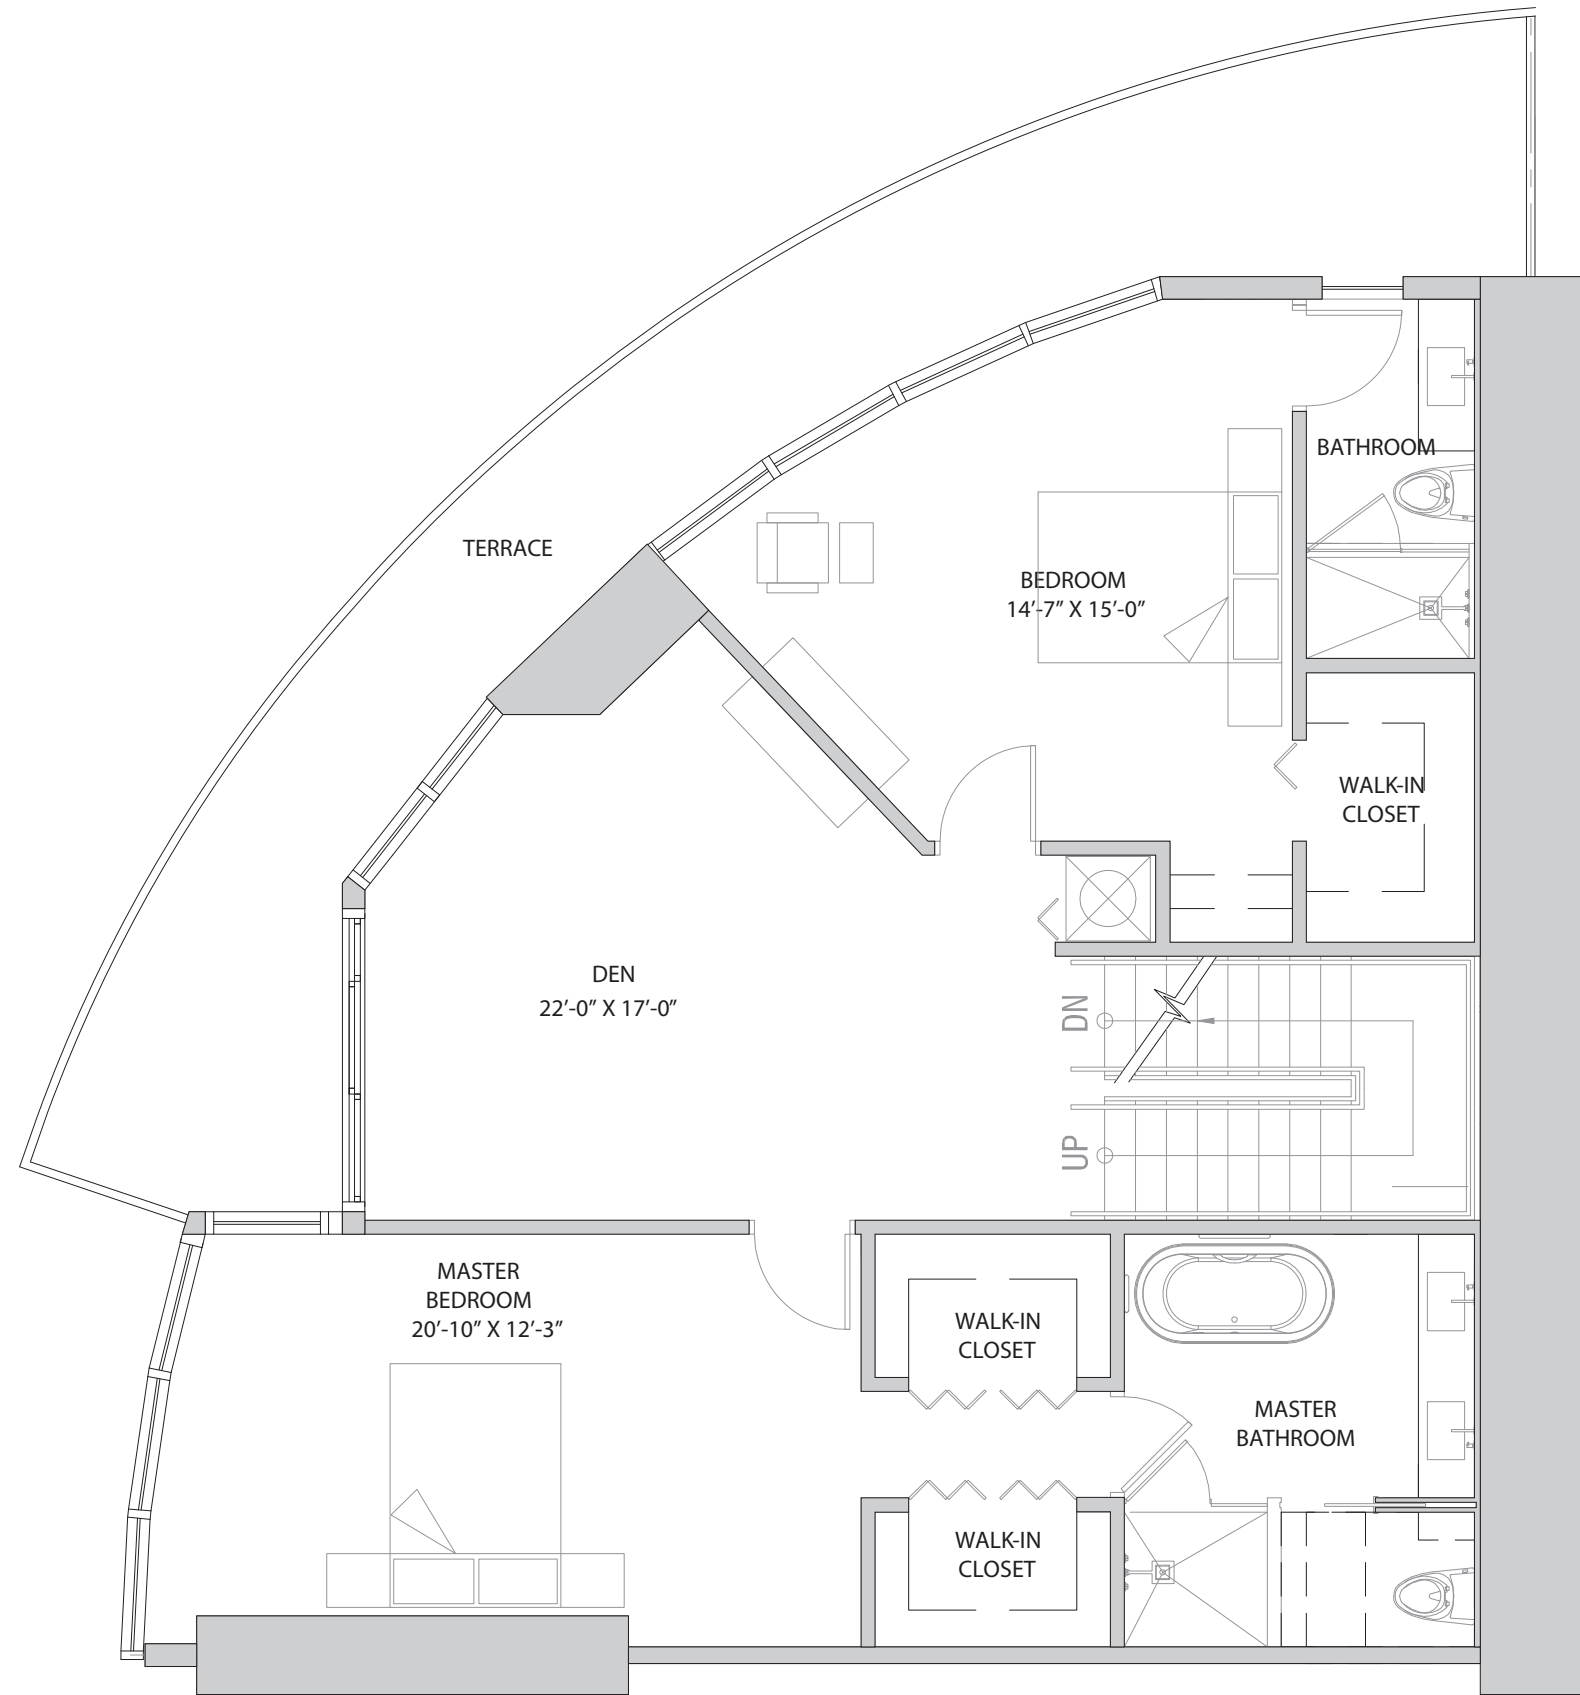 BATHROOM
TERRACE
BEDROOM
14'-7" X 15'-0"
WALK-IN
CLOSET
DEN
22'-0" X 17'-0"
DN
UP
MASTER
BEDROOM
20'-10" X 12'-3"
WALK-IN
CLOSET
MASTER
BATHROOM
WALK-IN
CLOSET